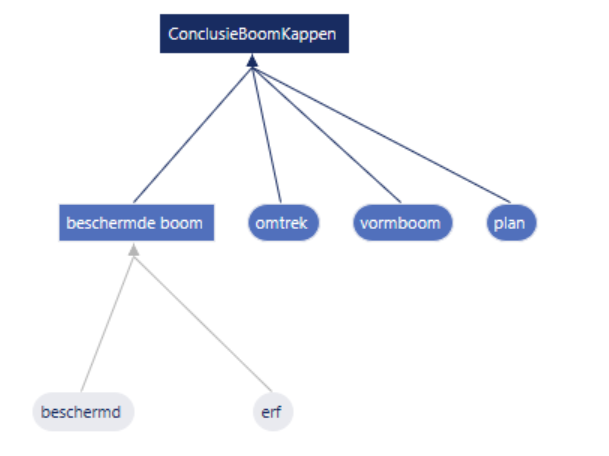 ConclusieBoomKappen
beschermde boom
omtrek
vormboom
plan
beschermd
erf